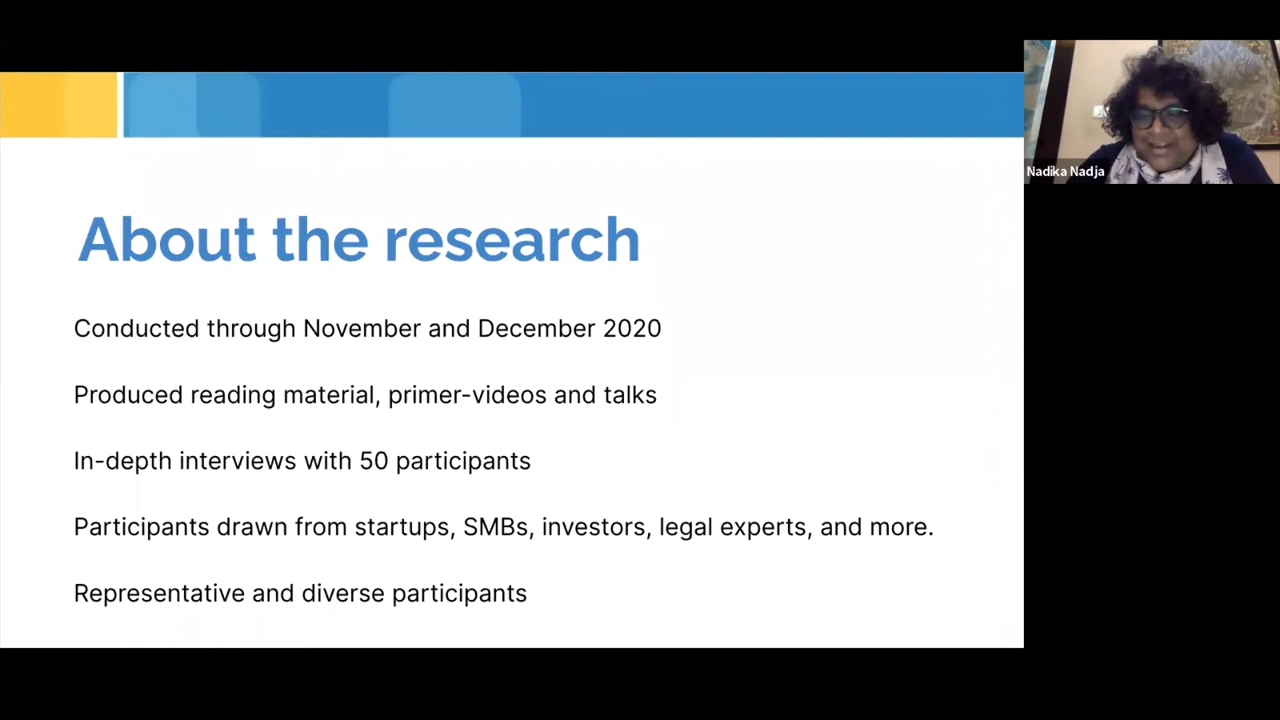 About the research
Conducted through November and December 2020
Produced reading material, primer-videos and talks
In-depth interviews with 50 participants
Participants drawn from startups, SMBs, investors, legal experts, and more.
Representative and diverse participants
Nadika Nadja